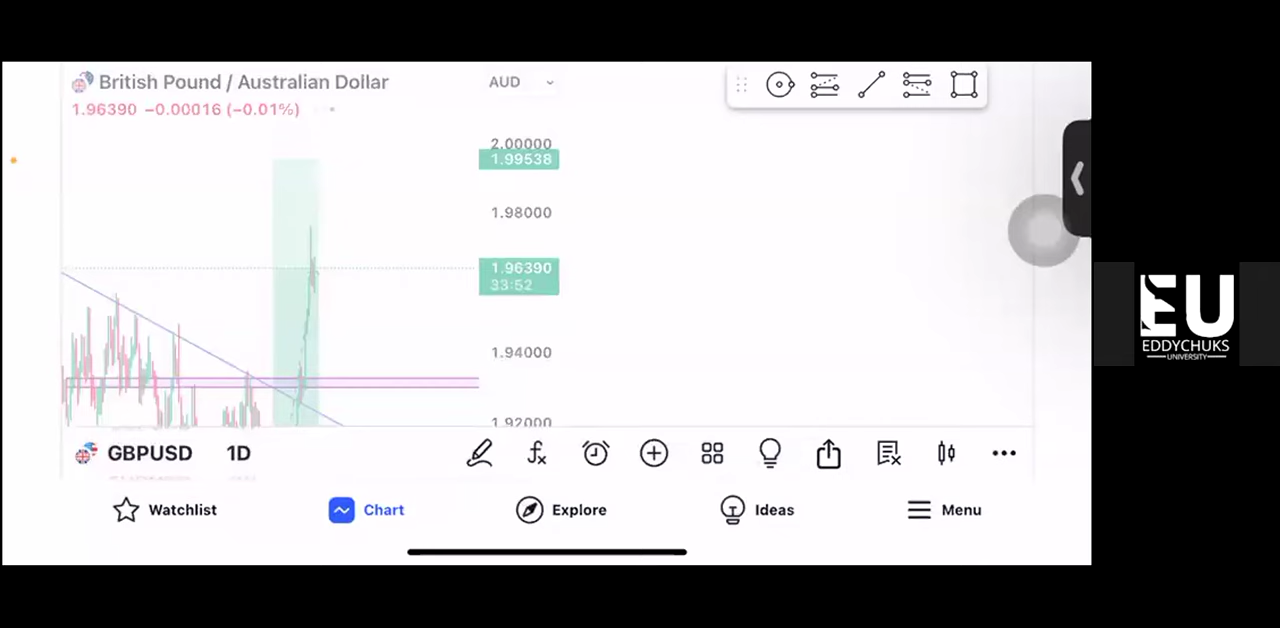 British Pound / Australian Dollar
AUD
1.96390 −0.00016 (−0.01%)
2.00000
1.99538
1.98000
1.96390
33:52
1.94000
1.92000
GBPUSD 1D
Watchlist
Chart
Explore
Ideas
Menu
EU
EDDYCHUKS
UNIVERSITY